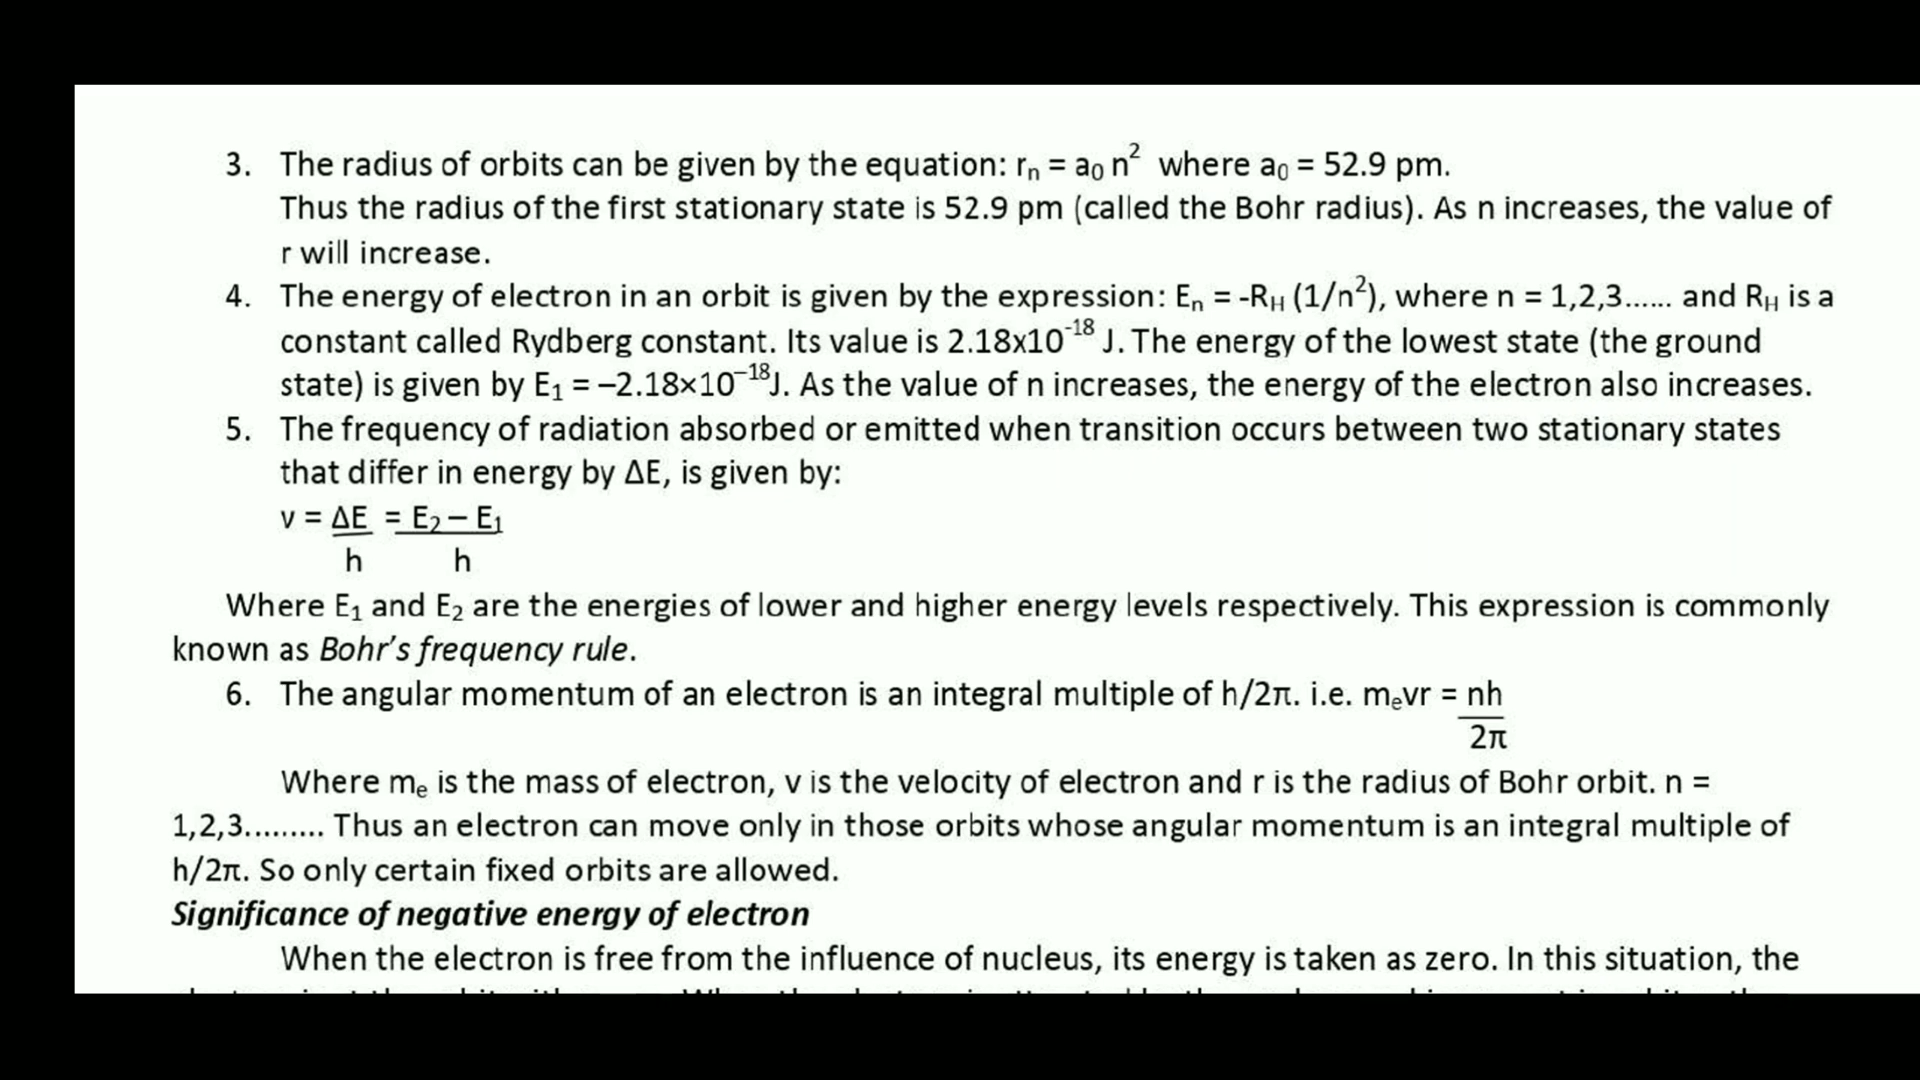 3. The radius of orbits can be given by the equation: rₙ = a₀ n² where a₀ = 52.9 pm.
Thus the radius of the first stationary state is 52.9 pm (called the Bohr radius). As n increases, the value of
r will increase.
4. The energy of electron in an orbit is given by the expression: Eₙ = -R_H (1/n²), where n = 1,2,3...... and R_H is a
constant called Rydberg constant. Its value is 2.18x10⁻¹⁸ J. The energy of the lowest state (the ground
state) is given by E₁ = –2.18×10⁻¹⁸J. As the value of n increases, the energy of the electron also increases.
5. The frequency of radiation absorbed or emitted when transition occurs between two stationary states
that differ in energy by ΔE, is given by:
ν = ΔE = E₂ – E₁
h h
Where E₁ and E₂ are the energies of lower and higher energy levels respectively. This expression is commonly
known as Bohr's frequency rule.
6. The angular momentum of an electron is an integral multiple of h/2π. i.e. mₑvr = nh
2π
Where mₑ is the mass of electron, v is the velocity of electron and r is the radius of Bohr orbit. n =
1,2,3......... Thus an electron can move only in those orbits whose angular momentum is an integral multiple of
h/2π. So only certain fixed orbits are allowed.
Significance of negative energy of electron
When the electron is free from the influence of nucleus, its energy is taken as zero. In this situation, the